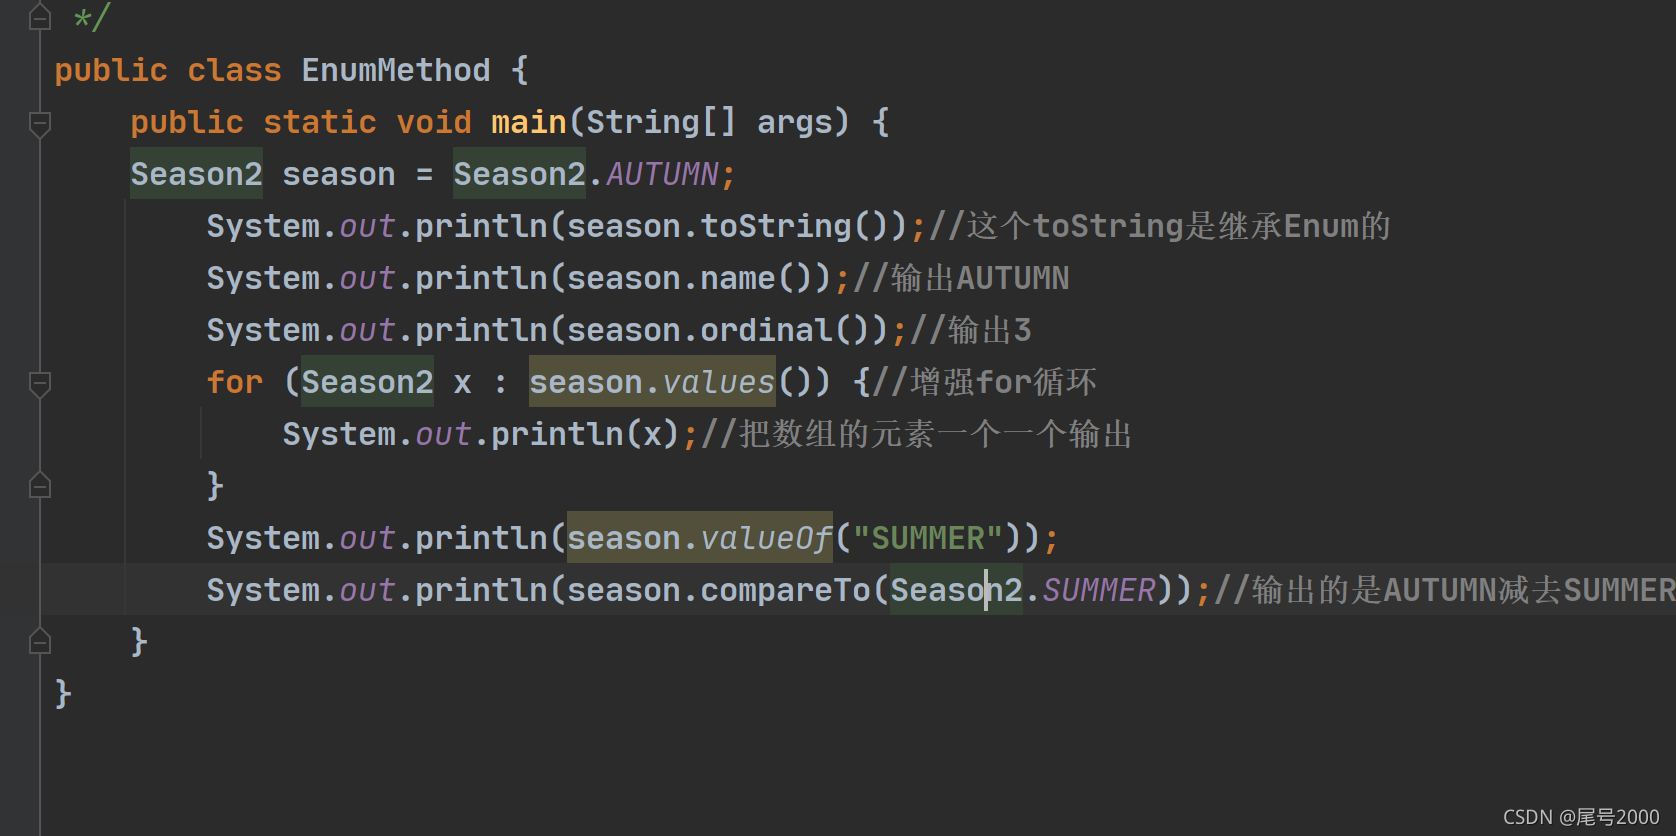 */
public class EnumMethod {
public static void main(String[] args) {
Season2 season = Season2.AUTUMN;
System.out.println(season.toString());//这个toString是继承Enum的
System.out.println(season.name());//输出AUTUMN
System.out.println(season.ordinal());//输出3
for (Season2 x : season.values()) {//增强for循环
System.out.println(x);//把数组的元素一个一个输出
}
System.out.println(season.valueOf("SUMMER"));
System.out.println(season.compareTo(Season2.SUMMER));//输出的是AUTUMN减去SUMMER
}
}
CSDN @尾号2000